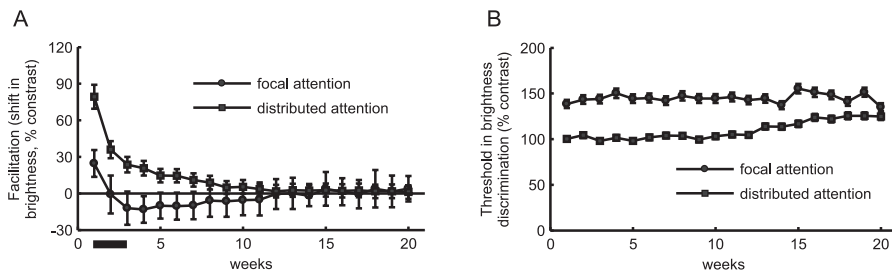 A
Facilitation (shift in
brightness, % constrast)
120
90
60
30
0
-30
focal attention
distributed attention
0
5
10
15
20
weeks
B
Threshold in brightness
discrimination (% contrast)
200
150
100
50
0
focal attention
distributed attention
0
5
10
15
20
weeks